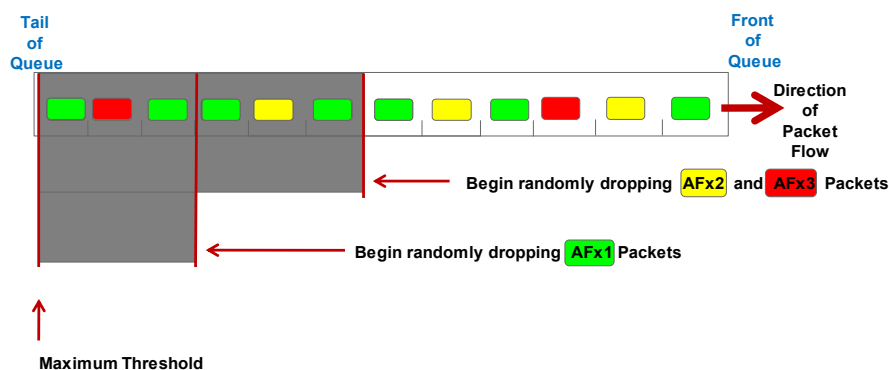 Tail
of
Queue
Front
of
Queue
Direction
of
Packet
Flow
Begin randomly dropping AFx2 and AFx3 Packets
Begin randomly dropping AFx1 Packets
Maximum Threshold